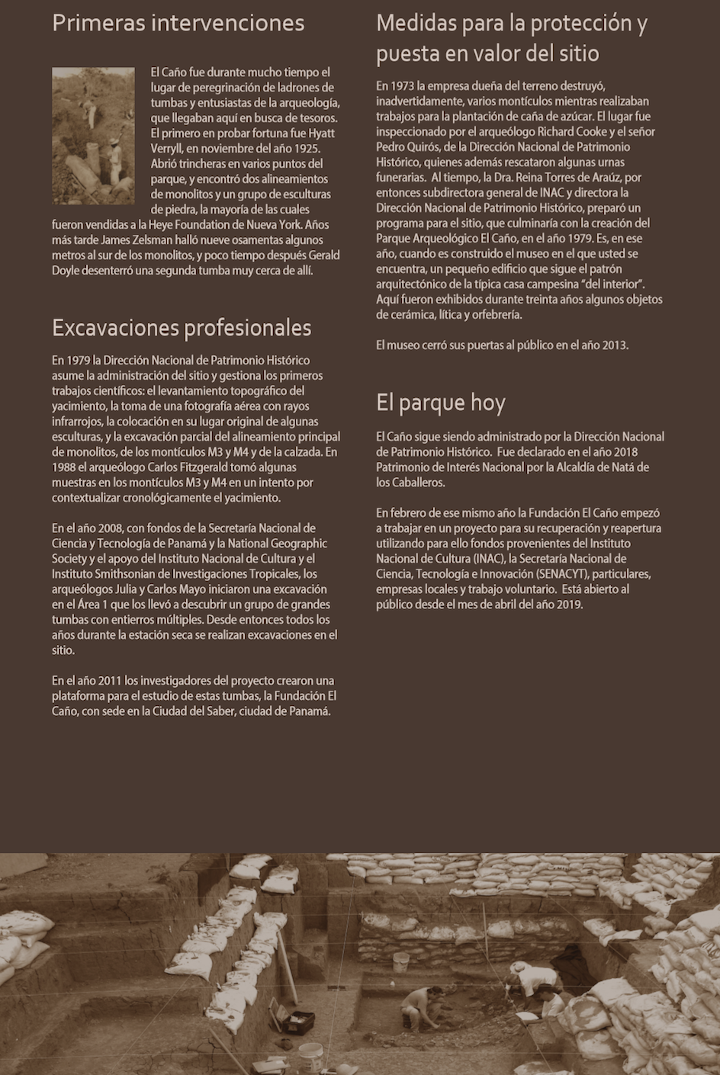 Primeras intervenciones
El Caño fue durante mucho tiempo el
lugar de peregrinación de ladrones de
tumbas y entusiastas de la arqueología,
que llegaban aquí en busca de tesoros.
El primero en probar fortuna fue Hyatt
Verryll, en noviembre del año 1925.
Abrió trincheras en varios puntos del
parque, y encontró dos alineamientos
de monolitos y un grupo de esculturas
de piedra, la mayoría de las cuales
fueron vendidas a la Heye Foundation de Nueva York. Años
más tarde James Zelsman halló nueve osamentas algunos
metros al sur de los monolitos, y poco tiempo después Gerald
Doyle desenterró una segunda tumba muy cerca de allí.
Excavaciones profesionales
En 1979 la Dirección Nacional de Patrimonio Histórico
asume la administración del sitio y gestiona los primeros
trabajos científicos: el levantamiento topográfico del
yacimiento, la toma de una fotografía aérea con rayos
infrarrojos, la colocación en su lugar original de algunas
esculturas, y la excavación parcial del alineamiento principal
de monolitos, de los montículos M3 y M4 y de la calzada. En
1988 el arqueólogo Carlos Fitzgerald tomó algunas
muestras en los montículos M3 y M4 en un intento por
contextualizar cronológicamente el yacimiento.
En el año 2008, con fondos de la Secretaría Nacional de
Ciencia y Tecnología de Panamá y la National Geographic
Society y el apoyo del Instituto Nacional de Cultura y el
Instituto Smithsonian de Investigaciones Tropicales, los
arqueólogos Julia y Carlos Mayo iniciaron una excavación
en el Área 1 que los llevó a descubrir un grupo de grandes
tumbas con entierros múltiples. Desde entonces todos los
años durante la estación seca se realizan excavaciones en el
sitio.
En el año 2011 los investigadores del proyecto crearon una
plataforma para el estudio de estas tumbas, la Fundación El
Caño, con sede en la Ciudad del Saber, ciudad de Panamá.
Medidas para la protección y
puesta en valor del sitio
En 1973 la empresa dueña del terreno destruyó,
inadvertidamente, varios montículos mientras realizaban
trabajos para la plantación de caña de azúcar. El lugar fue
inspeccionado por el arqueólogo Richard Cooke y el señor
Pedro Quirós, de la Dirección Nacional de Patrimonio
Histórico, quienes además rescataron algunas urnas
funerarias. Al tiempo, la Dra. Reina Torres de Araúz, por
entonces subdirectora general de INAC y directora la
Dirección Nacional de Patrimonio Histórico, preparó un
programa para el sitio, que culminaría con la creación del
Parque Arqueológico El Caño, en el año 1979. Es, en ese
año, cuando es construido el museo en el que usted se
encuentra, un pequeño edificio que sigue el patrón
arquitectónico de la típica casa campesina “del interior”.
Aquí fueron exhibidos durante treinta años algunos objetos
de cerámica, lítica y orfebrería.
El museo cerró sus puertas al público en el año 2013.
El parque hoy
El Caño sigue siendo administrado por la Dirección Nacional
de Patrimonio Histórico. Fue declarado en el año 2018
Patrimonio de Interés Nacional por la Alcaldía de Natá de
los Caballeros.
En febrero de ese mismo año la Fundación El Caño empezó
a trabajar en un proyecto para su recuperación y reapertura
utilizando para ello fondos provenientes del Instituto
Nacional de Cultura (INAC), la Secretaría Nacional de
Ciencia, Tecnología e Innovación (SENACYT), particulares,
empresas locales y trabajo voluntario. Está abierto al
público desde el mes de abril del año 2019.